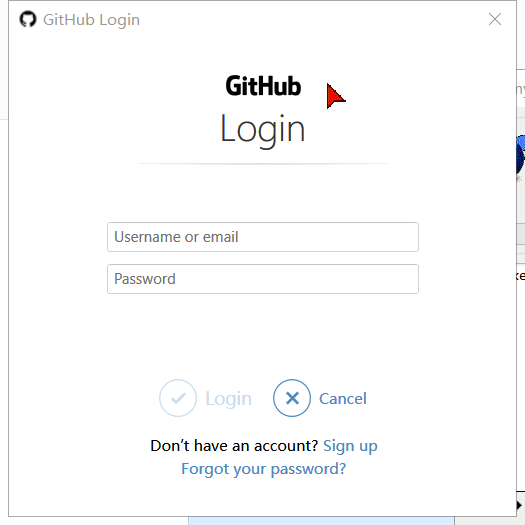 GitHub Login
GitHub
Login
Username or email
Password
Login
Cancel
Don't have an account? Sign up
Forgot your password?